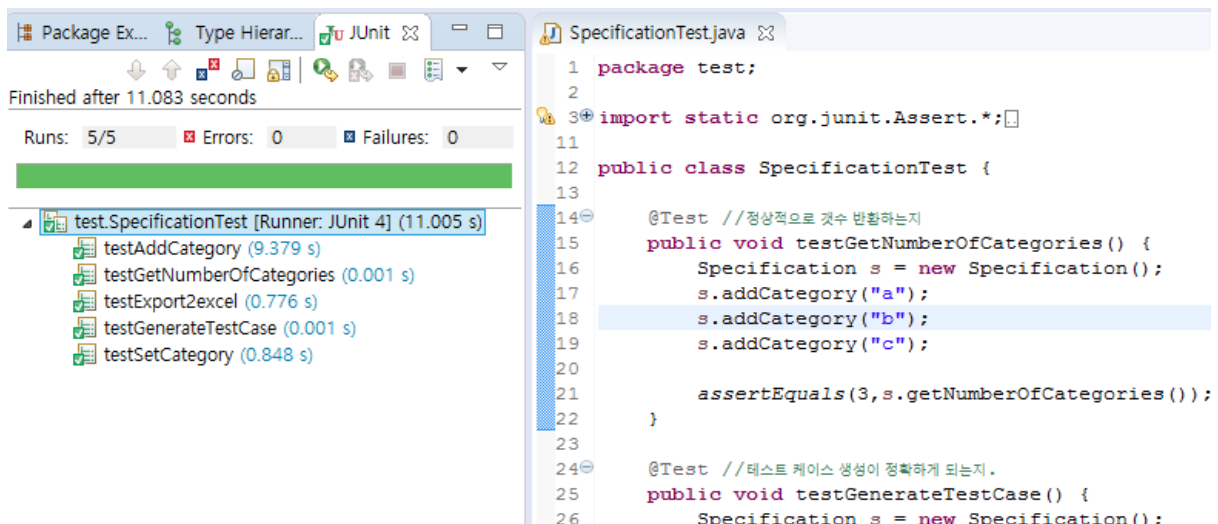 Package Ex... Type Hierar... JUnit
Finished after 11.083 seconds
Runs: 5/5 Errors: 0 Failures: 0
test.SpecificationTest [Runner: JUnit 4] (11.005 s)
testAddCategory (9.379 s)
testGetNumberOfCategories (0.001 s)
testExport2excel (0.776 s)
testGenerateTestCase (0.001 s)
testSetCategory (0.848 s)
SpecificationTest.java
1 package test;
2
3 import static org.junit.Assert.*;
11
12 public class SpecificationTest {
13
14 @Test //정상적으로 갯수 반환하는지
15 public void testGetNumberOfCategories() {
16 Specification s = new Specification();
17 s.addCategory("a");
18 s.addCategory("b");
19 s.addCategory("c");
20
21 assertEquals(3,s.getNumberOfCategories());
22 }
23
24 @Test //테스트 케이스 생성이 정확하게 되는지.
25 public void testGenerateTestCase() {
26 Specification s = new Specification();